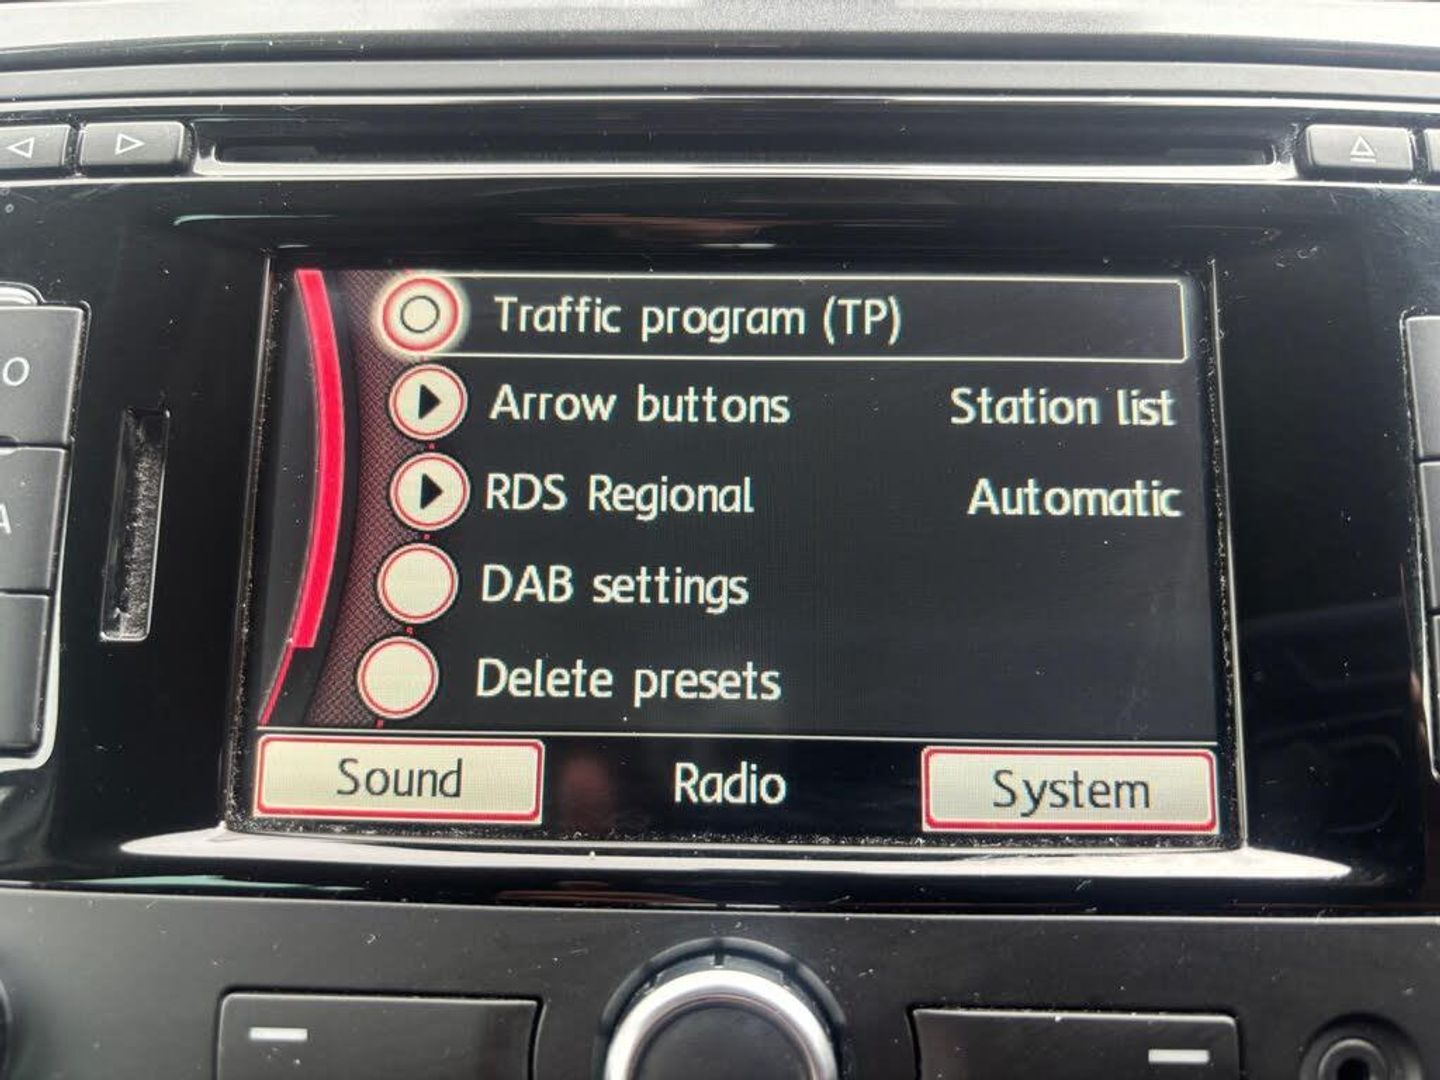 Traffic program (TP)
Arrow buttons Station list
RDS Regional Automatic
DAB settings
Delete presets
Sound Radio System